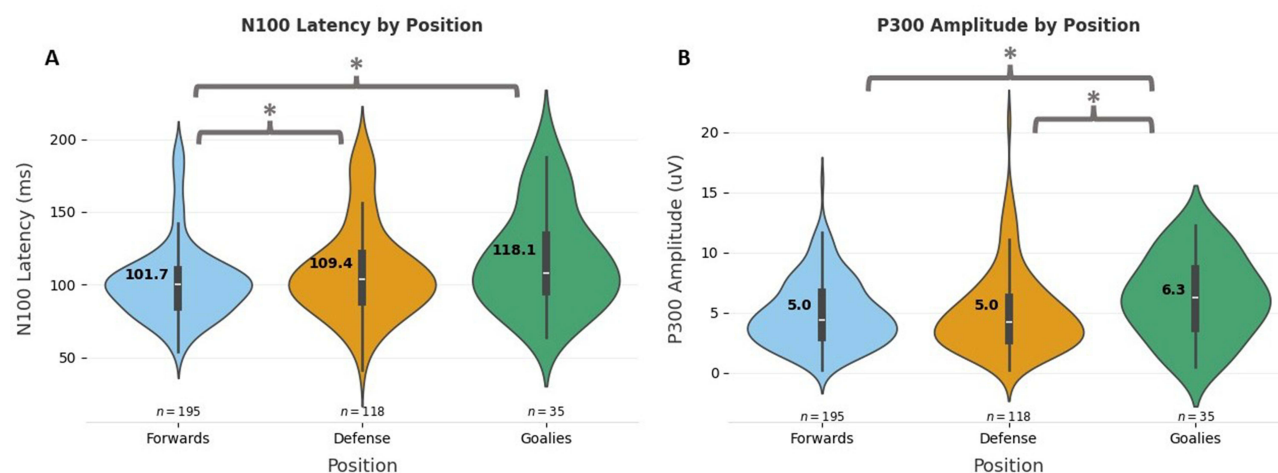 N100 Latency by Position
A
*
*
N100 Latency (ms)
200
150
100
50
101.7
109.4
118.1
n = 195
n = 118
n = 35
Forwards
Defense
Goalies
Position
P300 Amplitude by Position
B
*
*
P300 Amplitude (uV)
20
15
10
5
0
5.0
5.0
6.3
n = 195
n = 118
n = 35
Forwards
Defense
Goalies
Position